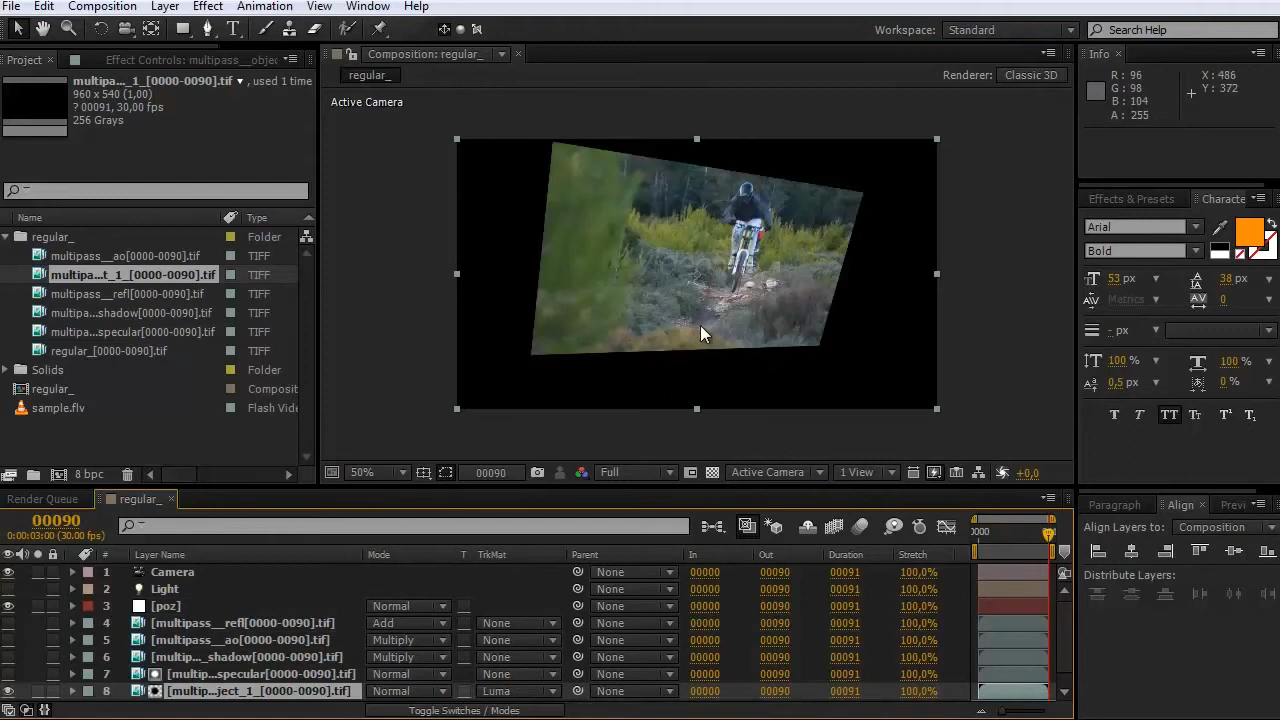 File Edit Composition Layer Effect Animation View Window Help
Workspace: Standard
Search Help
Project
Effect Controls: multipass__objec
Composition: regular_
Info
multipas..._1_[0000-0090].tif , used 1 time
960 x 540 (1,00)
? 00091, 30,00 fps
256 Grays
regular_
Renderer: Classic 3D
Active Camera
R : 96
G : 98
B : 104
A : 255
X : 486
Y : 372
Name Type
regular_ Folder
multipass__ao[0000-0090].tif TIFF
multipa...t_1_[0000-0090].tif TIFF
multipass__refl[0000-0090].tif TIFF
multipa...shadow[0000-0090].tif TIFF
multipa...specular[0000-0090].tif TIFF
regular_[0000-0090].tif TIFF
Solids Folder
regular_ Composit
sample.flv Flash Vide
8 bpc
50% 00090 Full Active Camera 1 View +0,0
Effects & Presets
Characte
Arial
Bold
53 px 38 px
Metrics 0
- px
100 % 100 %
0,5 px 0 %
T T TT Tr T¹ T₁
Render Queue
regular_
00090
0:00:03:00 (30.00 fps)
# Layer Name Mode T TrkMat Parent In Out Duration Stretch
1 Camera None 00000 00090 00091 100,0%
2 Light None 00000 00090 00091 100,0%
3 [poz] Normal None 00000 00090 00091 100,0%
4 [multipass__refl[0000-0090].tif] Add None None 00000 00090 00091 100,0%
5 [multipass__ao[0000-0090].tif] Multiply None None 00000 00090 00091 100,0%
6 [multip..._shadow[0000-0090].tif] Multiply None None 00000 00090 00091 100,0%
7 [multip...specular[0000-0090].tif] Normal None None 00000 00090 00091 100,0%
8 [multip...ject_1_[0000-0090].tif] Normal Luma None 00000 00090 00091 100,0%
Toggle Switches / Modes
Paragraph
Align
Previ
Align Layers to: Composition
Distribute Layers: